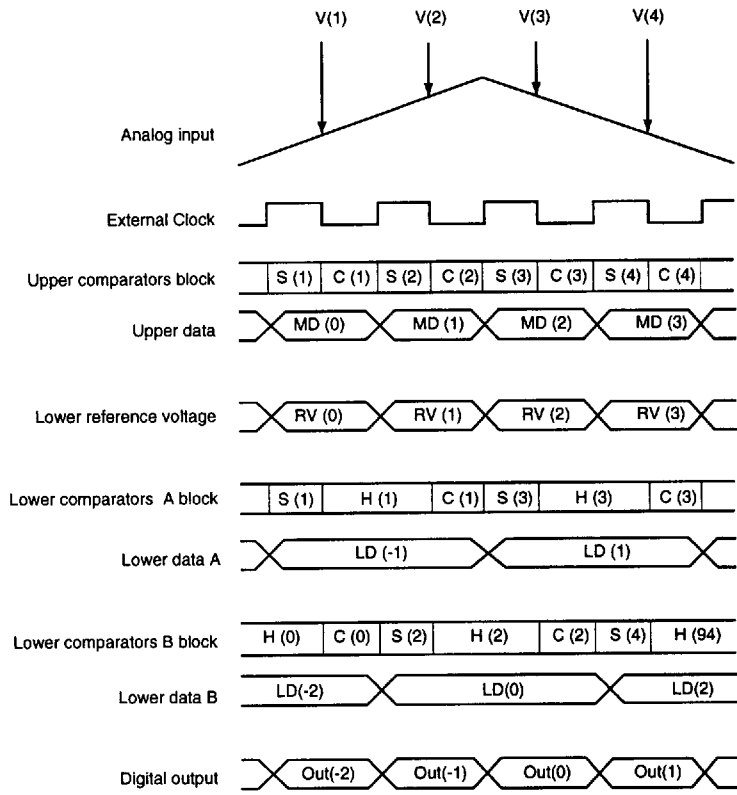 V(1) V(2) V(3) V(4)
Analog input
External Clock
Upper comparators block S (1) C (1) S (2) C (2) S (3) C (3) S (4) C (4)
Upper data MD (0) MD (1) MD (2) MD (3)
Lower reference voltage RV (0) RV (1) RV (2) RV (3)
Lower comparators A block S (1) H (1) C (1) S (3) H (3) C (3)
Lower data A LD (-1) LD (1)
Lower comparators B block H (0) C (0) S (2) H (2) C (2) S (4) H (94)
Lower data B LD(-2) LD(0) LD(2)
Digital output Out(-2) Out(-1) Out(0) Out(1)